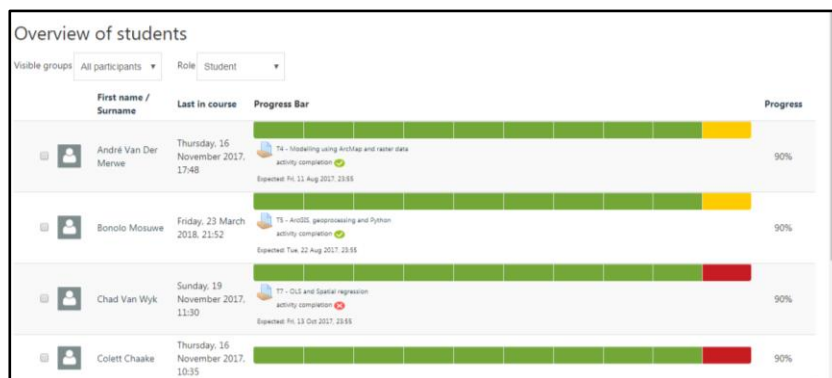 Overview of students
Visible groups All participants Role Student
First name / Surname Last in course Progress Bar Progress
André Van Der Merwe
Thursday, 16 November 2017, 17:48
T4 - Modelling using ArcMap and raster data
activity completion
Expected: Fri, 11 Aug 2017, 23:55
90%
Bonolo Mosuwe
Friday, 23 March 2018, 21:52
T5 - ArcGIS, geoprocessing and Python
activity completion
Expected: Tue, 22 Aug 2017, 23:55
90%
Chad Van Wyk
Sunday, 19 November 2017, 11:30
T7 - OLS and Spatial regression
activity completion
Expected: Fri, 13 Oct 2017, 23:55
90%
Colett Chaake
Thursday, 16 November 2017, 10:35
90%